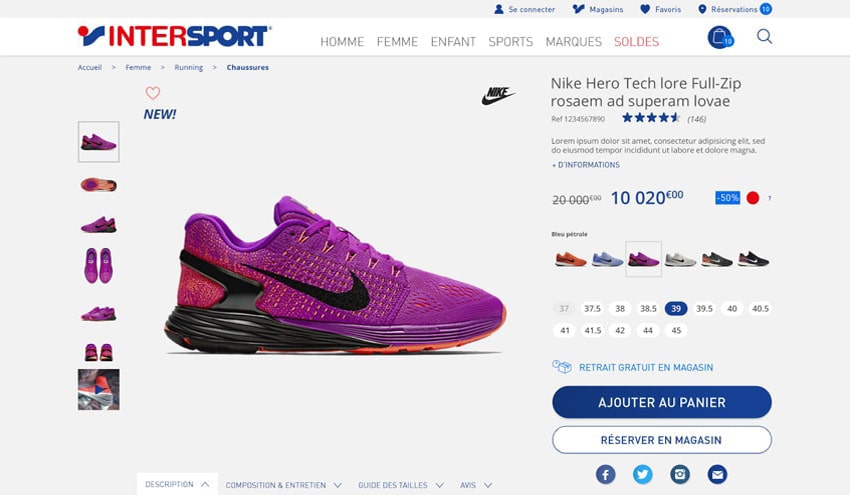 Se connecter Magasins Favoris Réservations 10
INTERSPORT
HOMME FEMME ENFANT SPORTS MARQUES SOLDES 10
Accueil > Femme > Running > Chaussures
NEW!
NIKE
Nike Hero Tech lore Full-Zip
rosaem ad superam lovae
Ref 1234567890 (146)
Lorem ipsum dolor sit amet, consectetur adipisicing elit, sed
do eiusmod tempor incididunt ut labore et dolore magna.
+ D'INFORMATIONS
20 000€00 10 020€00 -50% ?
Bleu pétrole
37 37.5 38 38.5 39 39.5 40 40.5
41 41.5 42 44 45
RETRAIT GRATUIT EN MAGASIN
AJOUTER AU PANIER
RÉSERVER EN MAGASIN
DESCRIPTION COMPOSITION & ENTRETIEN GUIDE DES TAILLES AVIS